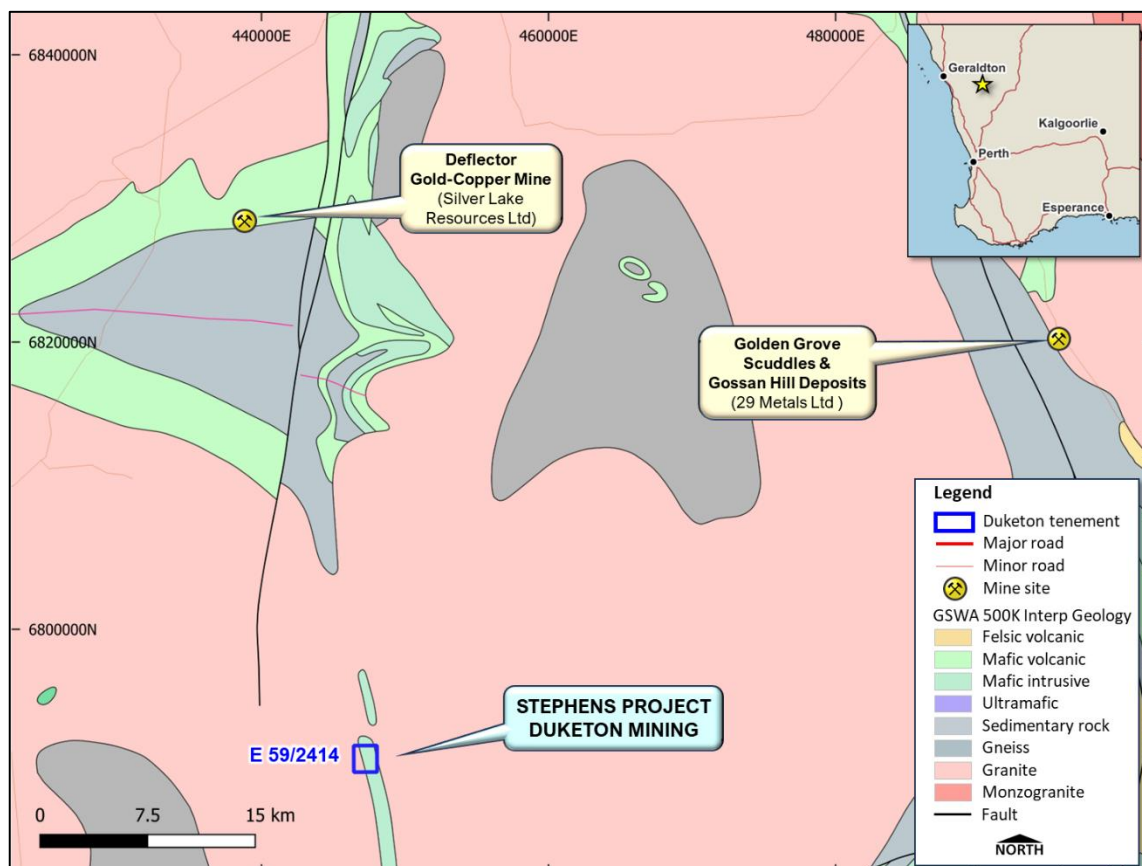 440000E
460000E
480000E
6840000N
Geraldton
Kalgoorlie
Perth
Esperance
Deflector
Gold-Copper Mine
(Silver Lake
Resources Ltd)
6820000N
Golden Grove
Scuddles &
Gossan Hill Deposits
(29 Metals Ltd )
6800000N
STEPHENS PROJECT
DUKETON MINING
E 59/2414
0 7.5 15 km
Legend
Duketon tenement
Major road
Minor road
Mine site
GSWA 500K Interp Geology
Felsic volcanic
Mafic volcanic
Mafic intrusive
Ultramafic
Sedimentary rock
Gneiss
Granite
Monzogranite
Fault
NORTH